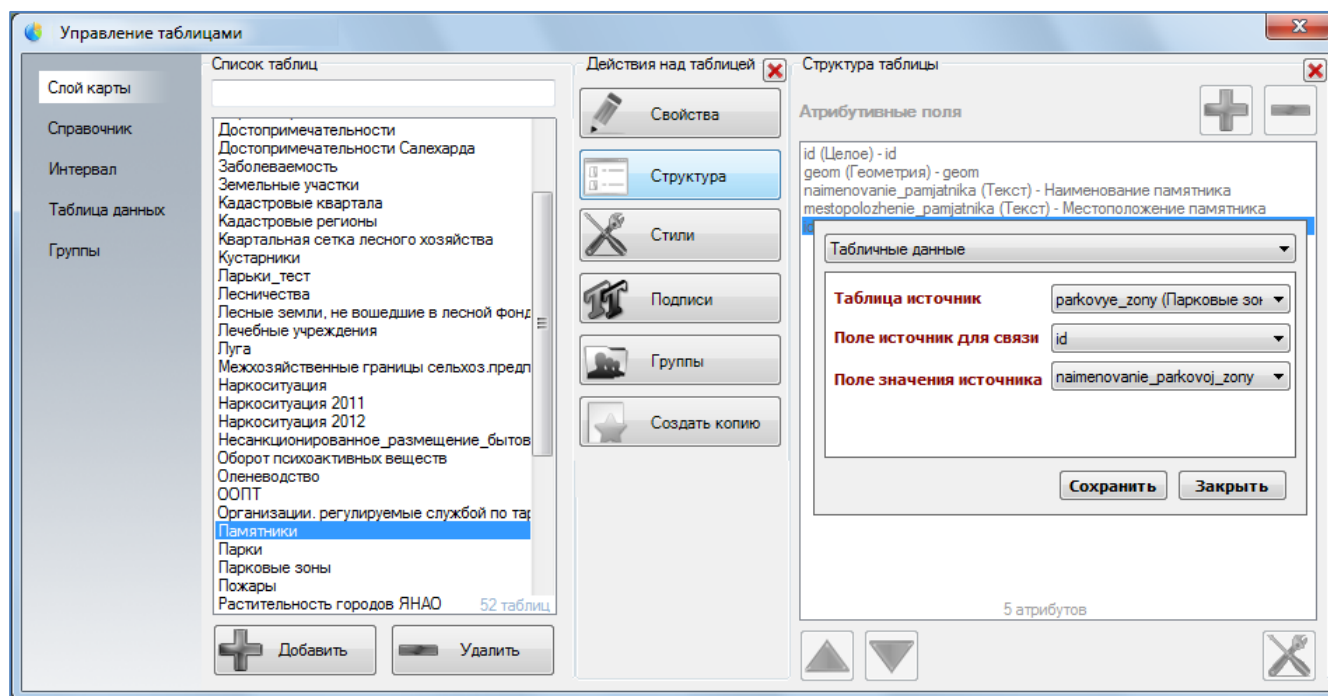 Управление таблицами
Слой карты
Справочник
Интервал
Таблица данных
Группы
Список таблиц
Достопримечательности
Достопримечательности Салехарда
Заболеваемость
Земельные участки
Кадастровые квартала
Кадастровые регионы
Квартальная сетка лесного хозяйства
Кустарники
Парьки_тест
Лесничества
Лесные земли, не вошедшие в лесной фонд
Лечебные учреждения
Луга
Межхозяйственные границы сельхоз.предп
Наркоситуация
Наркоситуация 2011
Наркоситуация 2012
Несанкционированное_размещение_бытов
Оборот психоактивных веществ
Оленеводство
ООПТ
Организации. регулируемые службой по тар
Памятники
Парки
Парковые зоны
Пожары
Растительность городов ЯНАО
52 таблиц
Добавить
Удалить
Действия над таблицей
Свойства
Структура
Стили
Подписи
Группы
Создать копию
Структура таблицы
Атрибутивные поля
id (Целое) - id
geom (Геометрия) - geom
naimenovanie_pamjatnika (Текст) - Наименование памятника
mestopolozhenie_pamjatnika (Текст) - Местоположение памятника
Табличные данные
Таблица источник
parkovye_zony (Парковые зон
Поле источник для связи
id
Поле значения источника
naimenovanie_parkovoj_zony
Сохранить
Закрыть
5 атрибутов